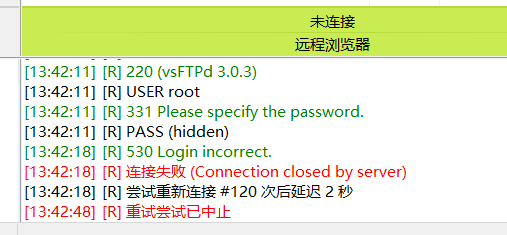 未连接
远程浏览器
[13:42:11] [R] 220 (vsFTPd 3.0.3)
[13:42:11] [R] USER root
[13:42:11] [R] 331 Please specify the password.
[13:42:11] [R] PASS (hidden)
[13:42:18] [R] 530 Login incorrect.
[13:42:18] [R] 连接失败 (Connection closed by server)
[13:42:18] [R] 尝试重新连接 #120 次后延迟 2 秒
[13:42:48] [R] 重试尝试已中止